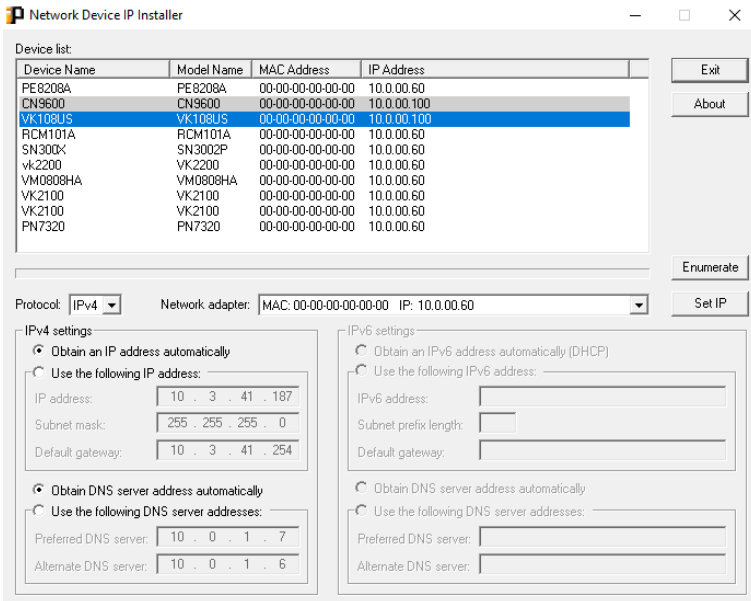 Network Device IP Installer
Device list:
Device Name Model Name MAC Address IP Address
PE8208A PE8208A 00-00-00-00-00-00 10.0.00.60
CN9600 CN9600 00-00-00-00-00-00 10.0.00.100
VK108US VK108US 00-00-00-00-00-00 10.0.00.100
RCM101A RCM101A 00-00-00-00-00-00 10.0.00.60
SN300X SN3002P 00-00-00-00-00-00 10.0.00.60
vk2200 VK2200 00-00-00-00-00-00 10.0.00.60
VM0808HA VM0808HA 00-00-00-00-00-00 10.0.00.60
VK2100 VK2100 00-00-00-00-00-00 10.0.00.60
VK2100 VK2100 00-00-00-00-00-00 10.0.00.60
PN7320 PN7320 00-00-00-00-00-00 10.0.00.60
Exit
About
Enumerate
Protocol: IPv4 Network adapter: MAC: 00-00-00-00-00-00 IP: 10.0.00.60 Set IP
IPv4 settings
Obtain an IP address automatically
Use the following IP address:
IP address: 10 . 3 . 41 . 187
Subnet mask: 255 . 255 . 255 . 0
Default gateway: 10 . 3 . 41 . 254
Obtain DNS server address automatically
Use the following DNS server addresses:
Preferred DNS server: 10 . 0 . 1 . 7
Alternate DNS server: 10 . 0 . 1 . 6
IPv6 settings
Obtain an IPv6 address automatically (DHCP)
Use the following IPv6 address:
IPv6 address:
Subnet prefix length:
Default gateway:
Obtain DNS server address automatically
Use the following DNS server addresses:
Preferred DNS server:
Alternate DNS server: